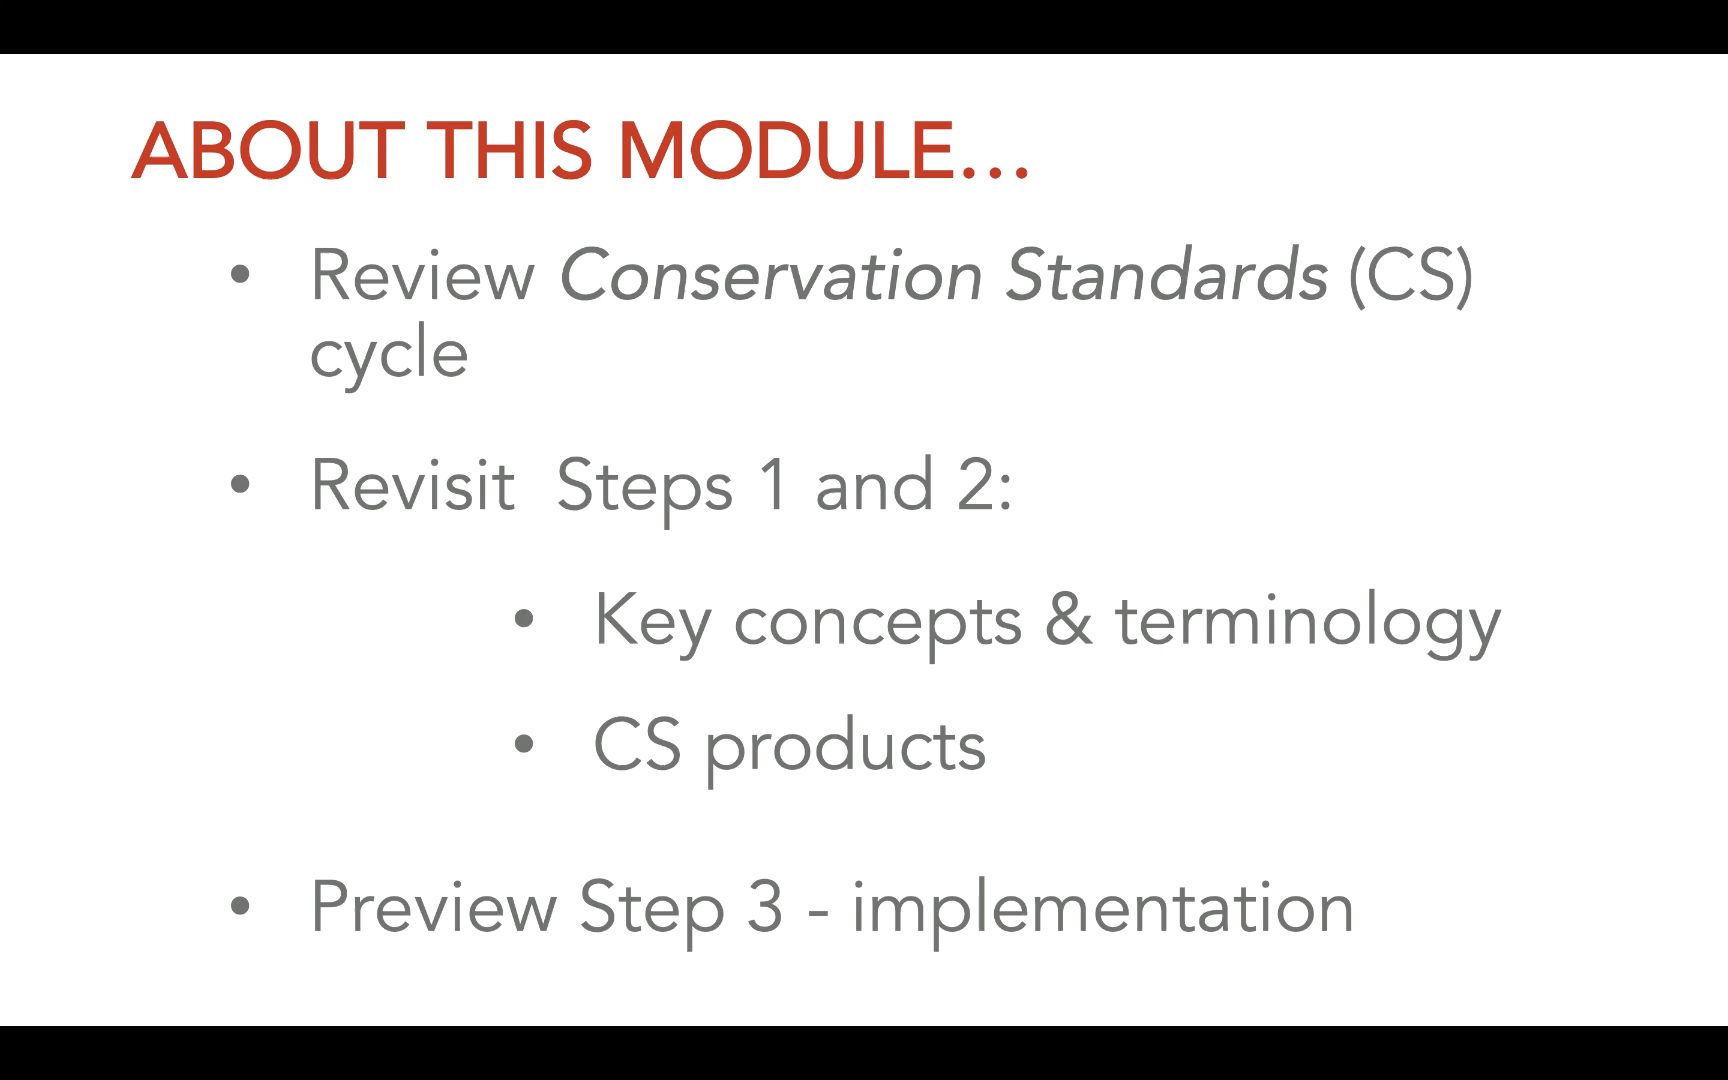 ABOUT THIS MODULE…
• Review Conservation Standards (CS)
cycle
• Revisit  Steps 1 and 2:
• Key concepts & terminology
• CS products
• Preview Step 3 - implementation